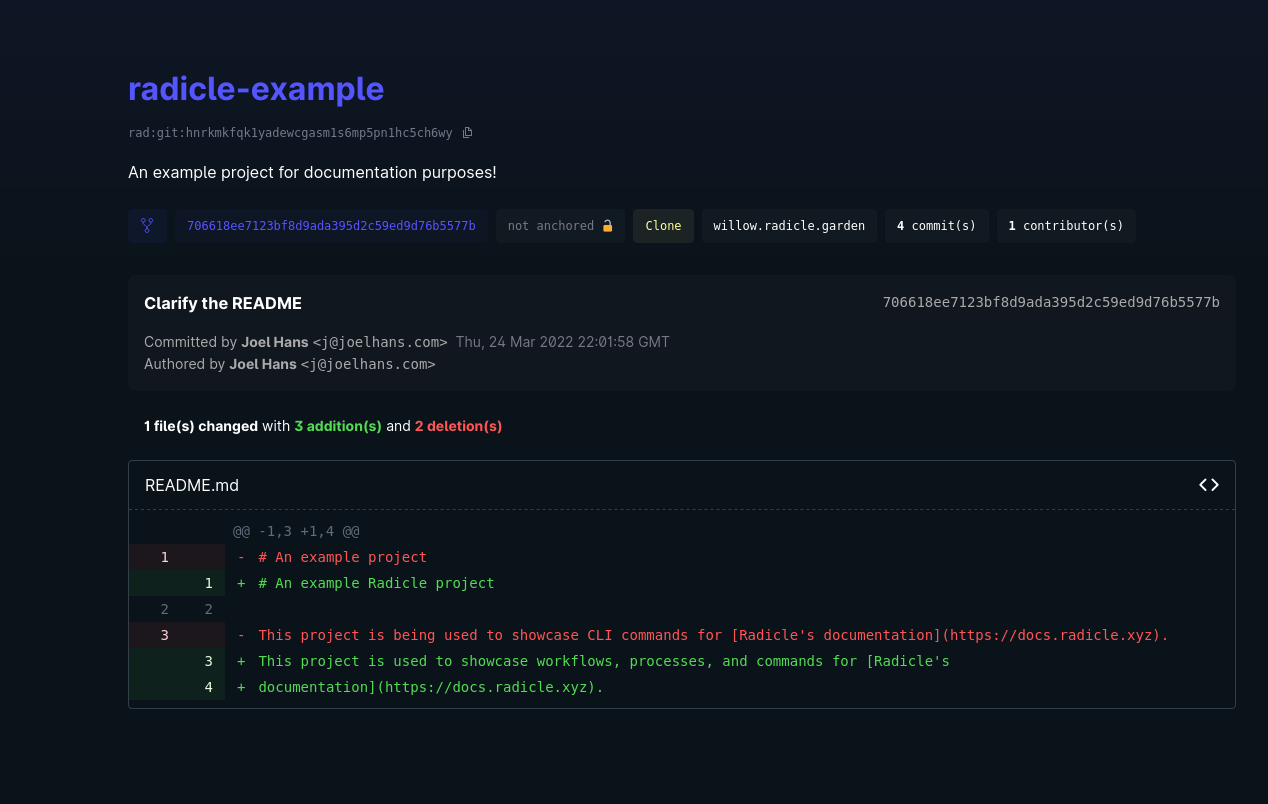 radicle-example
rad:git:hnrkmkfqk1yadewcgasm1s6mp5pn1hc5ch6wy
An example project for documentation purposes!
706618ee7123bf8d9ada395d2c59ed9d76b5577b not anchored 🔓 Clone willow.radicle.garden 4 commit(s) 1 contributor(s)
Clarify the README 706618ee7123bf8d9ada395d2c59ed9d76b5577b
Committed by Joel Hans <j@joelhans.com> Thu, 24 Mar 2022 22:01:58 GMT
Authored by Joel Hans <j@joelhans.com>
1 file(s) changed with 3 addition(s) and 2 deletion(s)
README.md
@@ -1,3 +1,4 @@
1 - # An example project
1 + # An example Radicle project
2 2
3 - This project is being used to showcase CLI commands for [Radicle's documentation](https://docs.radicle.xyz).
3 + This project is used to showcase workflows, processes, and commands for [Radicle's
4 + documentation](https://docs.radicle.xyz).